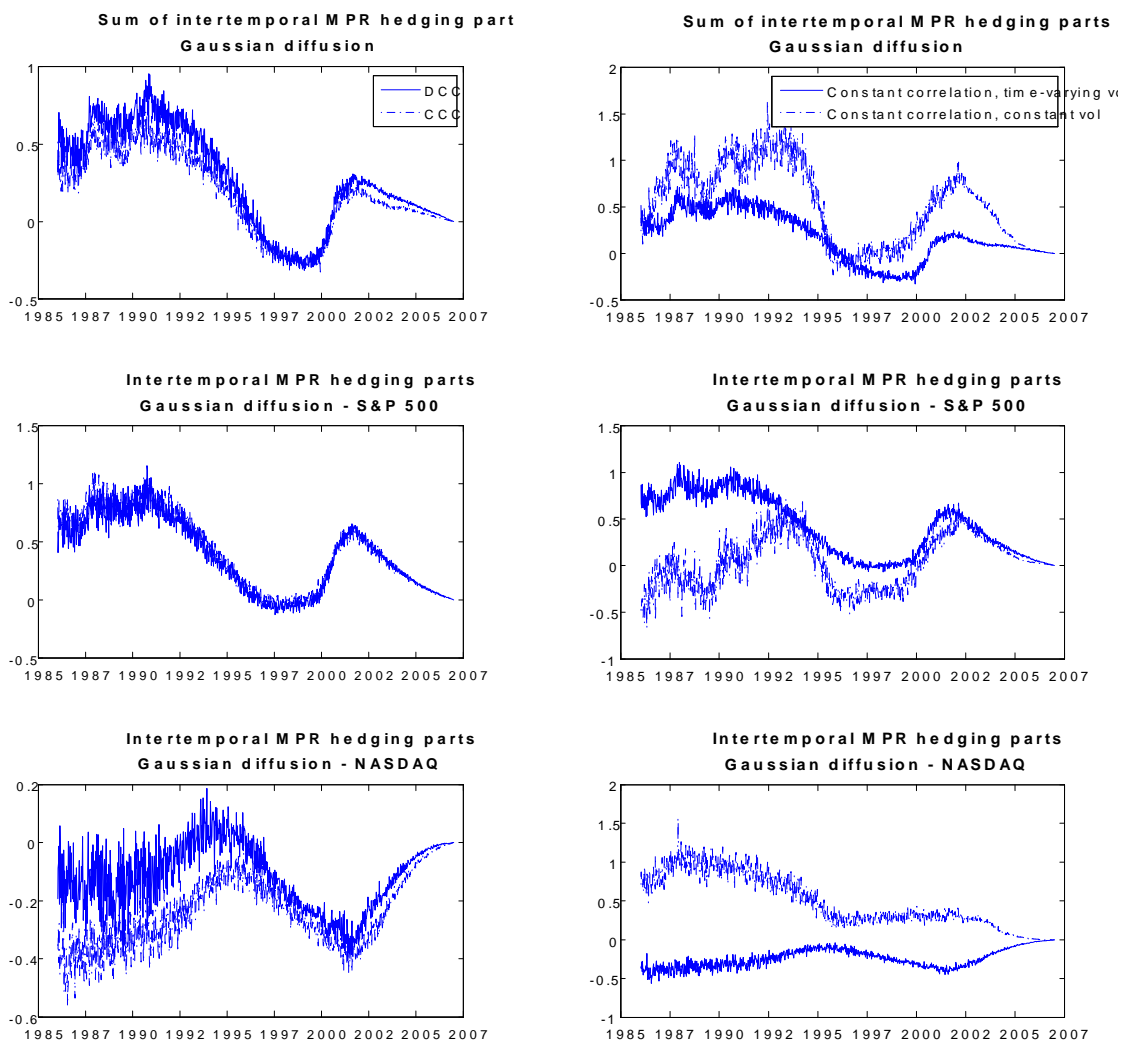 Sum of intertemporal MPR hedging part
Gaussian diffusion
1
0.5
0
-0.5
DCC
CCC
1985 1987 1990 1992 1995 1997 2000 2002 2005 2007
Sum of intertemporal MPR hedging parts
Gaussian diffusion
2
1.5
1
0.5
0
-0.5
Constant correlation, time-varying vo
Constant correlation, constant vol
1985 1987 1990 1992 1995 1997 2000 2002 2005 2007
Intertemporal MPR hedging parts
Gaussian diffusion - S&P 500
1.5
1
0.5
0
-0.5
1985 1987 1990 1992 1995 1997 2000 2002 2005 2007
Intertemporal MPR hedging parts
Gaussian diffusion - S&P 500
1.5
1
0.5
0
-0.5
-1
1985 1987 1990 1992 1995 1997 2000 2002 2005 2007
Intertemporal MPR hedging parts
Gaussian diffusion - NASDAQ
0.2
0
-0.2
-0.4
-0.6
1985 1987 1990 1992 1995 1997 2000 2002 2005 2007
Intertemporal MPR hedging parts
Gaussian diffusion - NASDAQ
2
1.5
1
0.5
0
-0.5
-1
1985 1987 1990 1992 1995 1997 2000 2002 2005 2007